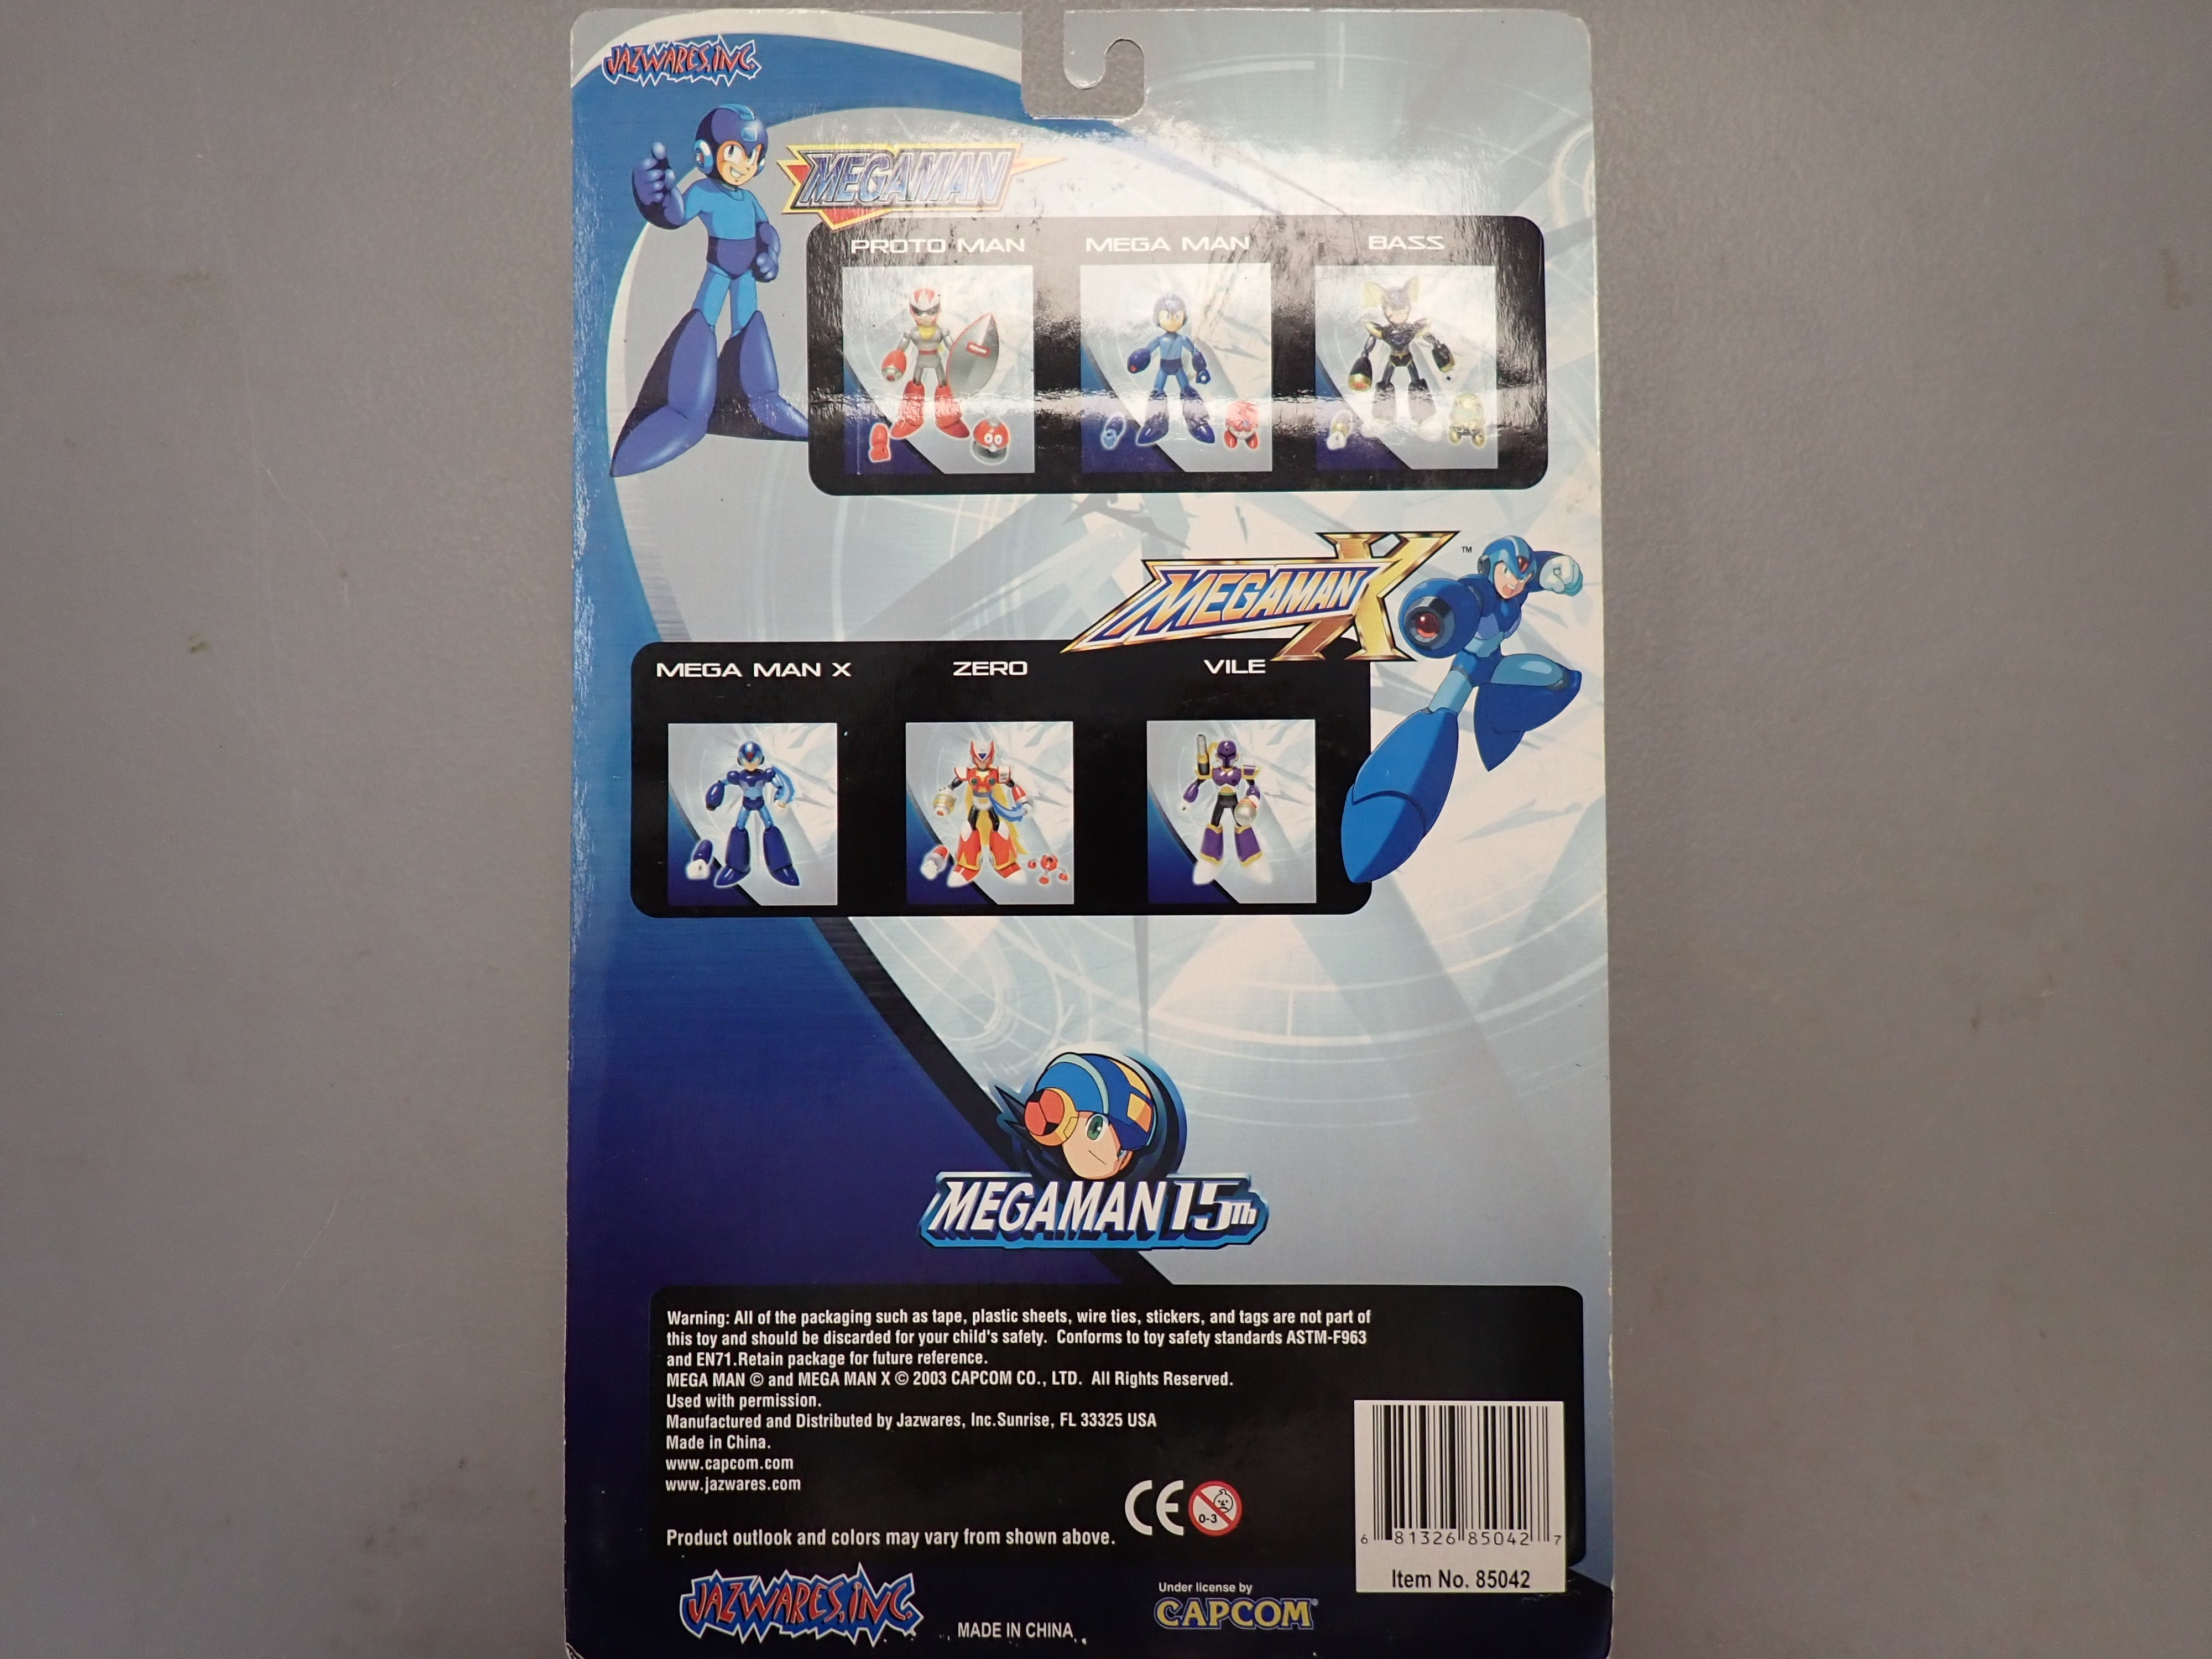 JAZWARES, INC.
MEGAMAN
PROTO MAN
MEGA MAN
BASS
MEGAMAN X ™
MEGA MAN X
ZERO
VILE
MEGAMAN 15Th
Warning: All of the packaging such as tape, plastic sheets, wire ties, stickers, and tags are not part of
this toy and should be discarded for your child's safety. Conforms to toy safety standards ASTM-F963
and EN71.Retain package for future reference.
MEGA MAN © and MEGA MAN X © 2003 CAPCOM CO., LTD. All Rights Reserved.
Used with permission.
Manufactured and Distributed by Jazwares, Inc.Sunrise, FL 33325 USA
Made in China.
www.capcom.com
www.jazwares.com
CE 0-3
Product outlook and colors may vary from shown above.
6 81326 85042 7
Item No. 85042
JAZWARES, INC.
MADE IN CHINA
Under license by
CAPCOM®